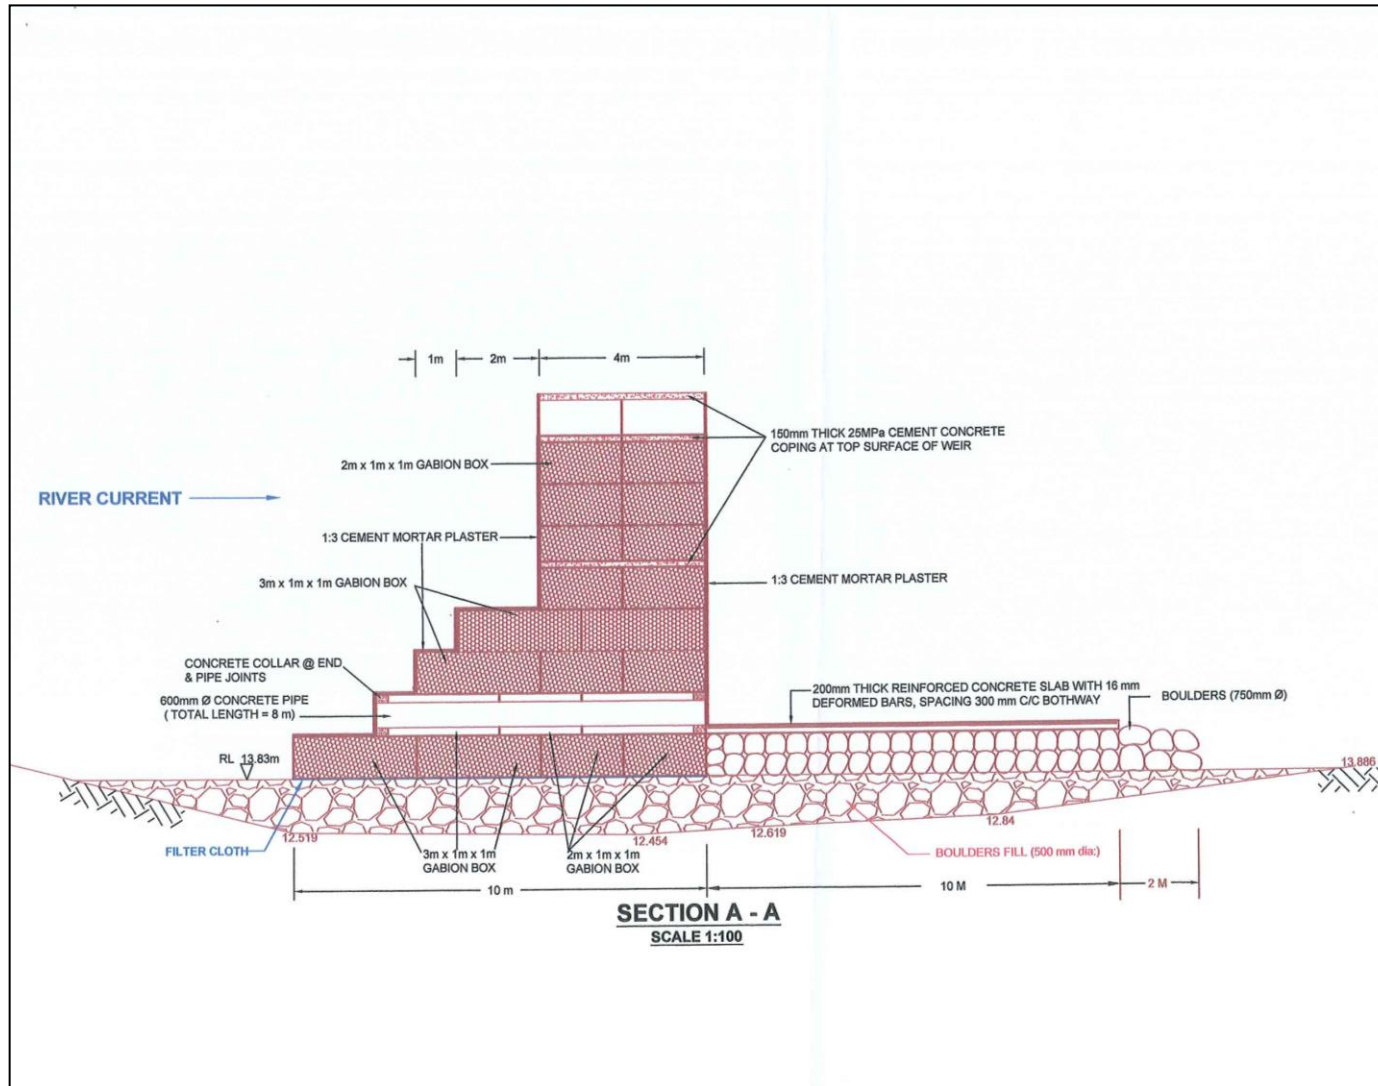 1m
2m
4m
150mm THICK 25MPa CEMENT CONCRETE
COPING AT TOP SURFACE OF WEIR
2m x 1m x 1m GABION BOX
RIVER CURRENT
1:3 CEMENT MORTAR PLASTER
3m x 1m x 1m GABION BOX
1:3 CEMENT MORTAR PLASTER
CONCRETE COLLAR @ END
& PIPE JOINTS
600mm Ø CONCRETE PIPE
( TOTAL LENGTH = 8 m)
200mm THICK REINFORCED CONCRETE SLAB WITH 16 mm
DEFORMED BARS, SPACING 300 mm C/C BOTHWAY
BOULDERS (750mm Ø)
RL 13.83m
13.886
12.519
12.454
12.619
12.84
FILTER CLOTH
3m x 1m x 1m
GABION BOX
2m x 1m x 1m
GABION BOX
BOULDERS FILL (500 mm dia:)
10 m
10 M
2 M
SECTION A - A
SCALE 1:100